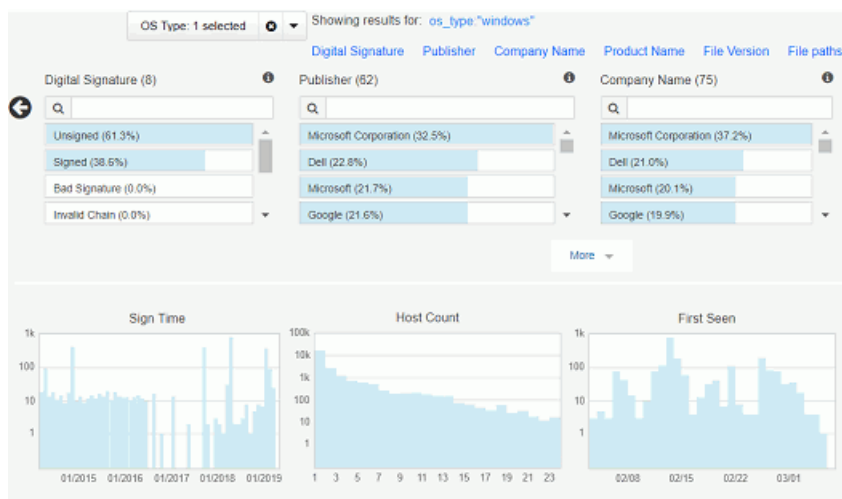 OS Type: 1 selected
Showing results for: os_type:"windows"
Digital Signature Publisher Company Name Product Name File Version File paths
Digital Signature (8)
Unsigned (61.3%)
Signed (38.6%)
Bad Signature (0.0%)
Invalid Chain (0.0%)
Publisher (62)
Microsoft Corporation (32.5%)
Dell (22.8%)
Microsoft (21.7%)
Google (21.6%)
Company Name (75)
Microsoft Corporation (37.2%)
Dell (21.0%)
Microsoft (20.1%)
Google (19.9%)
More
Sign Time
1k
100
10
1
01/2015 01/2016 01/2017 01/2018 01/2019
Host Count
100k
10k
1k
100
10
1
1 3 5 7 9 11 13 15 17 19 21 23
First Seen
1k
100
10
1
02/08 02/15 02/22 03/01